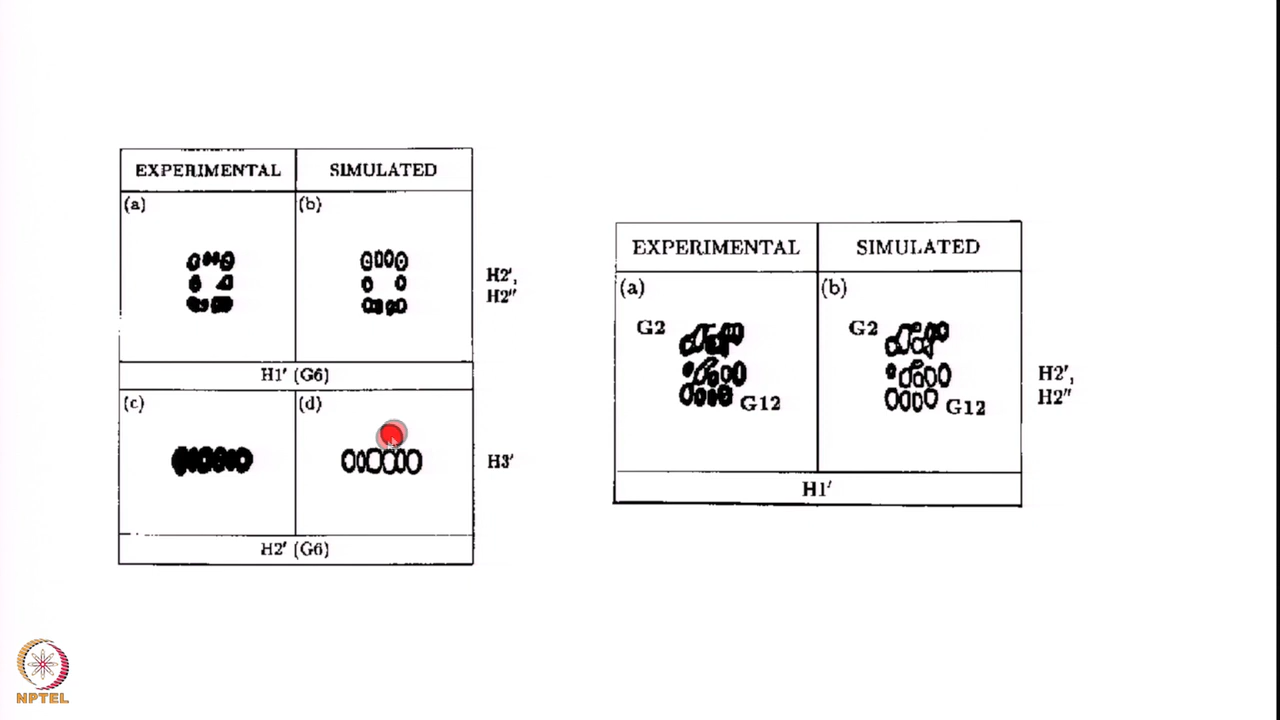 EXPERIMENTAL
SIMULATED
(a)
(b)
H2′,
H2″
H1′ (G6)
(c)
(d)
H3′
H2′ (G6)
EXPERIMENTAL
SIMULATED
(a)
(b)
G2
G2
H2′,
H2″
G12
G12
H1′
NPTEL